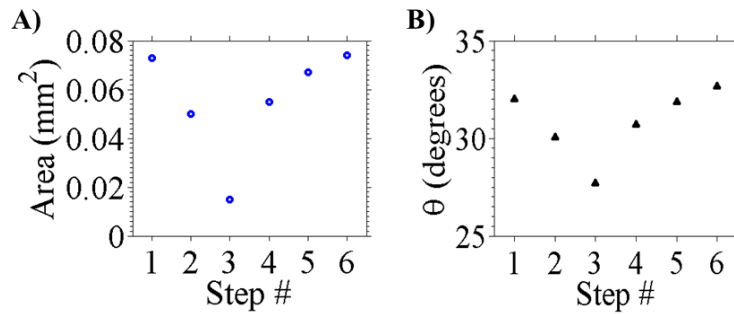 A)
Area (mm²)
0.08
0.06
0.04
0.02
0
1 2 3 4 5 6
Step #
B)
θ (degrees)
35
30
25
1 2 3 4 5 6
Step #